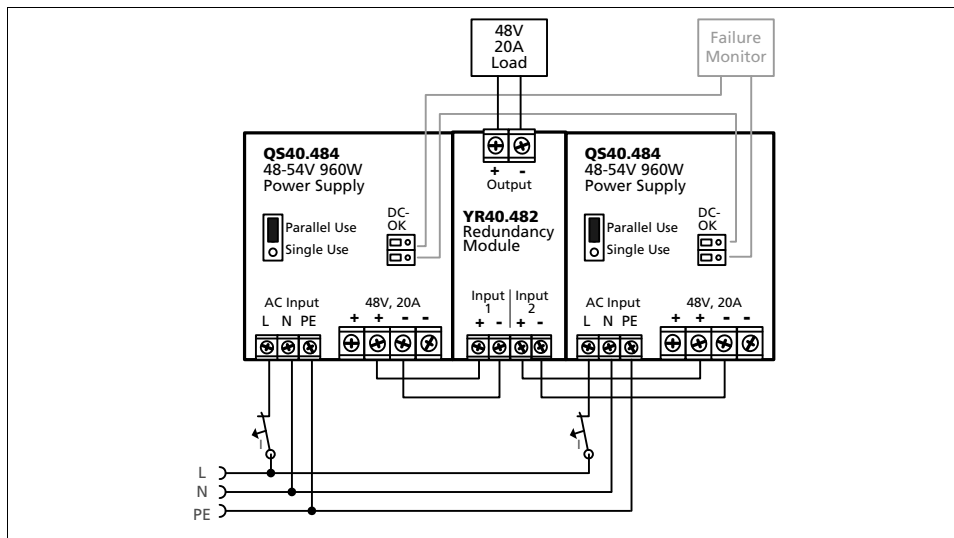 48V
20A
Load
Failure
Monitor
QS40.484
48-54V 960W
Power Supply
Parallel Use
Single Use
DC-
OK
AC Input
L N PE
48V, 20A
+ + - -
+ -
Output
YR40.482
Redundancy
Module
Input
1
Input
2
+ - + -
QS40.484
48-54V 960W
Power Supply
Parallel Use
Single Use
DC-
OK
AC Input
L N PE
48V, 20A
+ + - -
I
I
L
N
PE